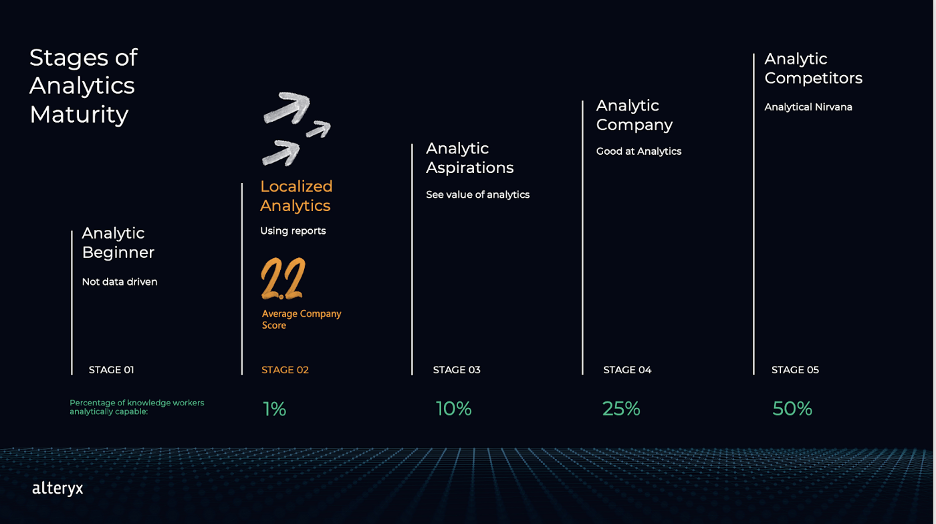 Stages of
Analytics
Maturity
Analytic
Beginner
Not data driven
STAGE 01
Localized
Analytics
Using reports
2.2
Average Company
Score
STAGE 02
Analytic
Aspirations
See value of analytics
STAGE 03
Analytic
Company
Good at Analytics
STAGE 04
Analytic
Competitors
Analytical Nirvana
STAGE 05
Percentage of knowledge workers
analytically capable:
1%
10%
25%
50%
alteryx